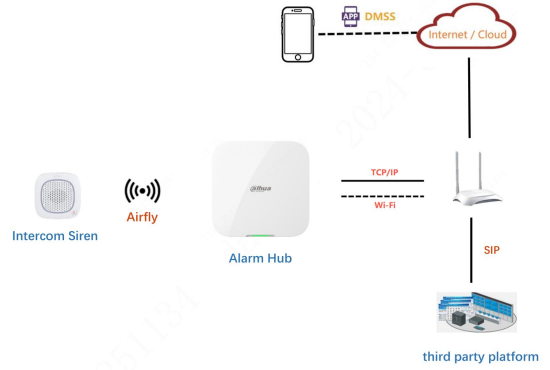 APP DMSS
Internet / Cloud
alhua
TCP/IP
Wi-Fi
Airfly
Intercom Siren
Alarm Hub
SIP
third party platform